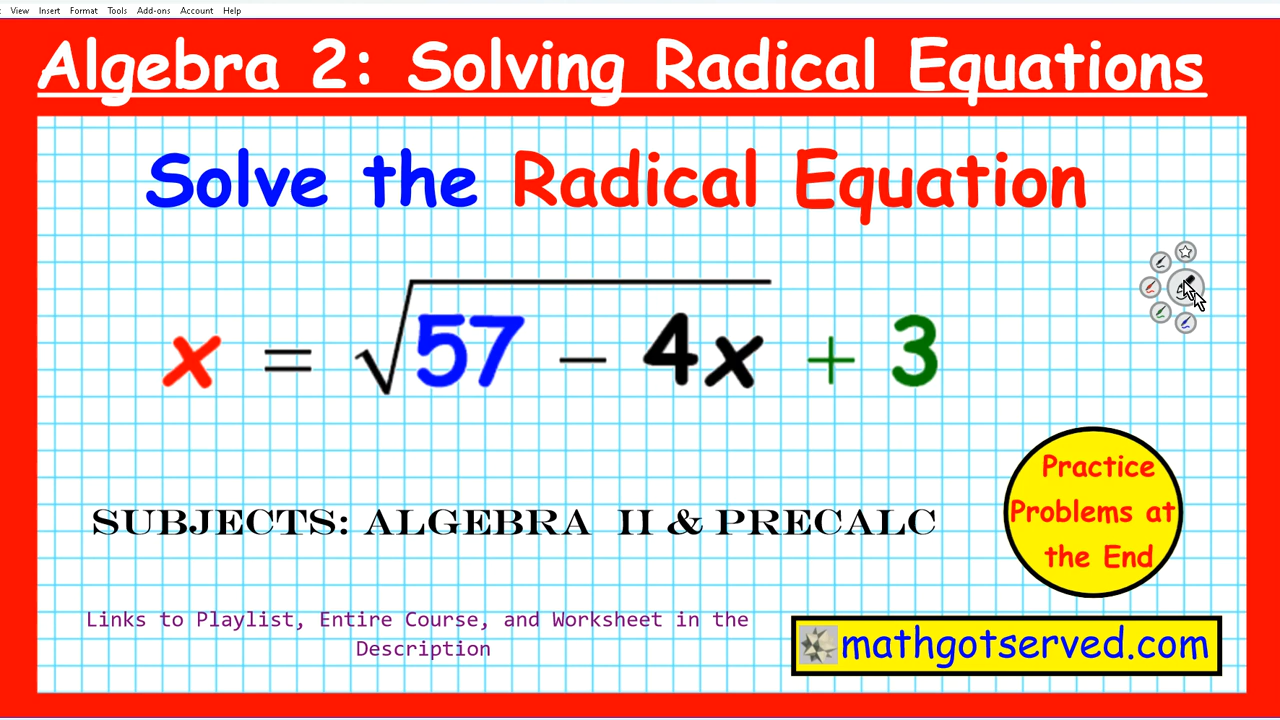 View Insert Format Tools Add-ons Account Help
Algebra 2: Solving Radical Equations
Solve the Radical Equation
x = √57 − 4x + 3
SUBJECTS: ALGEBRA II & PRECALC
Practice
Problems at
the End
Links to Playlist, Entire Course, and Worksheet in the
Description
mathgotserved.com